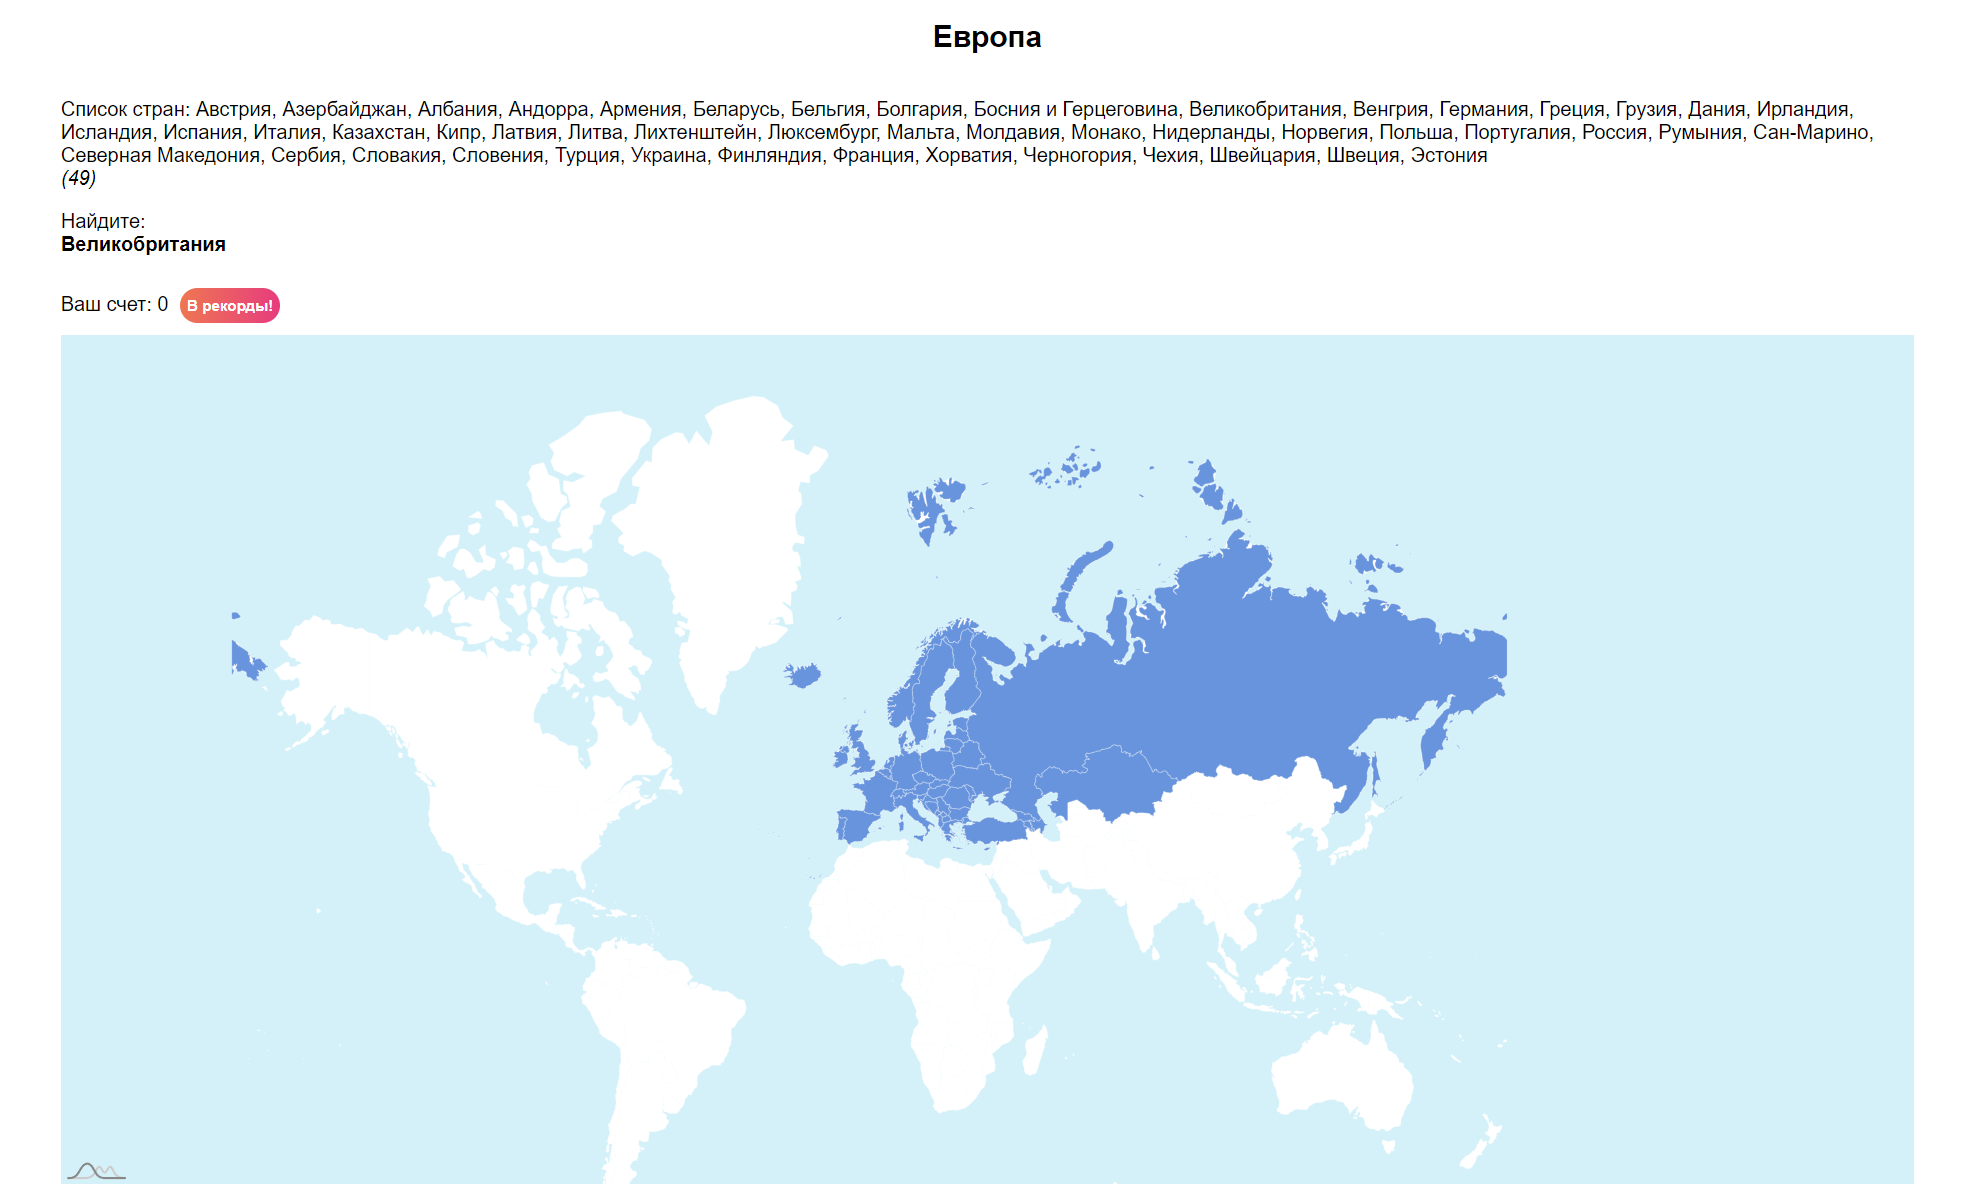 Европа
Список стран: Австрия, Азербайджан, Албания, Андорра, Армения, Беларусь, Бельгия, Болгария, Босния и Герцеговина, Великобритания, Венгрия, Германия, Греция, Грузия, Дания, Ирландия,
Исландия, Испания, Италия, Казахстан, Кипр, Латвия, Литва, Лихтенштейн, Люксембург, Мальта, Молдавия, Монако, Нидерланды, Норвегия, Польша, Португалия, Россия, Румыния, Сан-Марино,
Северная Македония, Сербия, Словакия, Словения, Турция, Украина, Финляндия, Франция, Хорватия, Черногория, Чехия, Швейцария, Швеция, Эстония
(49)
Найдите:
Великобритания
Ваш счет: 0 В рекорды!